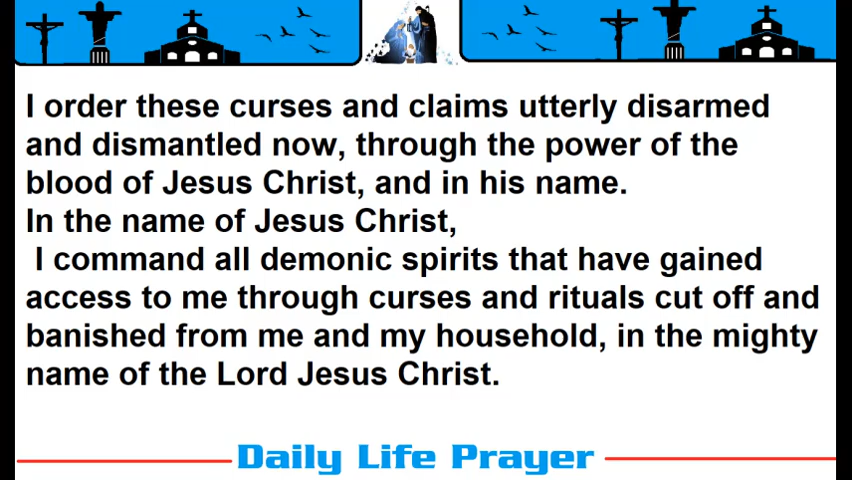 I order these curses and claims utterly disarmed
and dismantled now, through the power of the
blood of Jesus Christ, and in his name.
In the name of Jesus Christ,
I command all demonic spirits that have gained
access to me through curses and rituals cut off and
banished from me and my household, in the mighty
name of the Lord Jesus Christ.
Daily Life Prayer